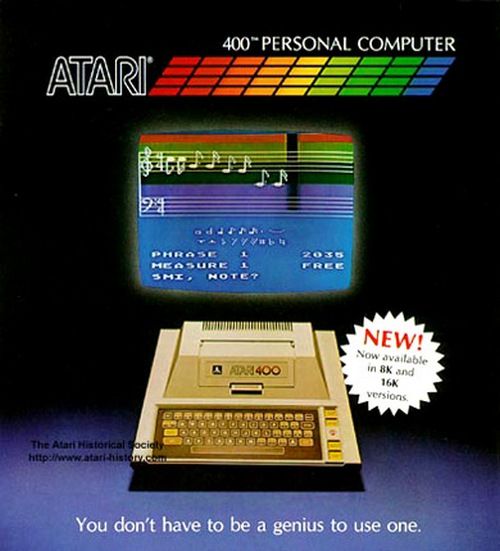 400™ PERSONAL COMPUTER
ATARI®
PHRASE 1 2035
MEASURE 1 FREE
SMI, NOTE?
ATARI 400
NEW!
Now available
in 8K and
16K
versions.
The Atari Historical Society
http://www.atari-history.com
You don't have to be a genius to use one.